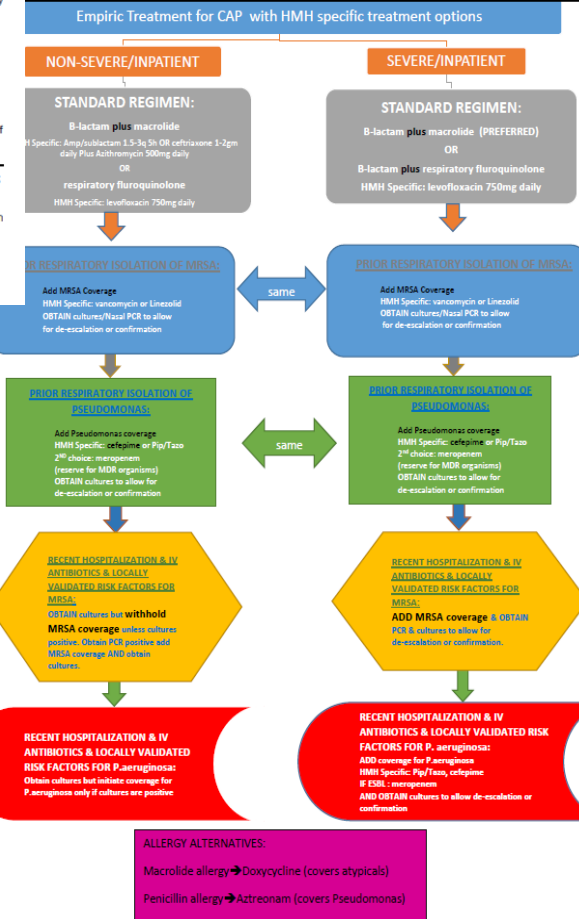 Empiric Treatment for CAP with HMH specific treatment options
NON-SEVERE/INPATIENT
STANDARD REGIMEN:
B-lactam plus macrolide
H Specific: Amp/sublactam 1.5-3q 5h OR ceftriaxone 1-2gm
daily Plus Azithromycin 500mg daily
OR
respiratory fluroquinolone
HMH Specific: levofloxacin 750mg daily
SEVERE/INPATIENT
STANDARD REGIMEN:
B-lactam plus macrolide (PREFERRED)
OR
B-lactam plus respiratory fluroquinolone
HMH Specific: levofloxacin 750mg daily
OR RESPIRATORY ISOLATION OF MRSA:
Add MRSA Coverage
HMH Specific: vancomycin or Linezolid
OBTAIN cultures/Nasal PCR to allow
for de-escalation or confirmation
same
PRIOR RESPIRATORY ISOLATION OF MRSA:
Add MRSA Coverage
HMH Specific: vancomycin or Linezolid
OBTAIN cultures/Nasal PCR to allow
for de-escalation or confirmation
PRIOR RESPIRATORY ISOLATION OF
PSEUDOMONAS:
Add Pseudomonas coverage
HMH Specific: cefepime or Pip/Tazo
2ND choice: meropenem
(reserve for MDR organisms)
OBTAIN cultures to allow for
de-escalation or confirmation
same
PRIOR RESPIRATORY ISOLATION OF
PSEUDOMONAS:
Add Pseudomonas coverage
HMH Specific: cefepime or Pip/Tazo
2nd choice: meropenem
(reserve for MDR organisms)
OBTAIN cultures to allow for
de-escalation or confirmation
RECENT HOSPITALIZATION & IV
ANTIBIOTICS & LOCALLY
VALIDATED RISK FACTORS FOR
MRSA:
OBTAIN cultures but withhold
MRSA coverage unless cultures
positive. Obtain PCR positive add
MRSA coverage AND obtain
cultures.
RECENT HOSPITALIZATION & IV
ANTIBIOTICS & LOCALLY
VALIDATED RISK FACTORS FOR
MRSA:
ADD MRSA coverage & OBTAIN
PCR & cultures to allow for
de-escalation or confirmation.
RECENT HOSPITALIZATION & IV
ANTIBIOTICS & LOCALLY VALIDATED
RISK FACTORS FOR P.aeruginosa:
Obtain cultures but initiate coverage for
P.aeruginosa only if cultures are positive
RECENT HOSPITALIZATION & IV
ANTIBIOTICS & LOCALLY VALIDATED RISK
FACTORS FOR P. aeruginosa:
ADD coverage for P.aeruginosa
HMH Specific: Pip/Tazo, cefepime
IF ESBL : meropenem
AND OBTAIN cultures to allow de-escalation or
confirmation
ALLERGY ALTERNATIVES:
Macrolide allergy➔Doxycycline (covers atypicals)
Penicillin allergy➔Aztreonam (covers Pseudomonas)